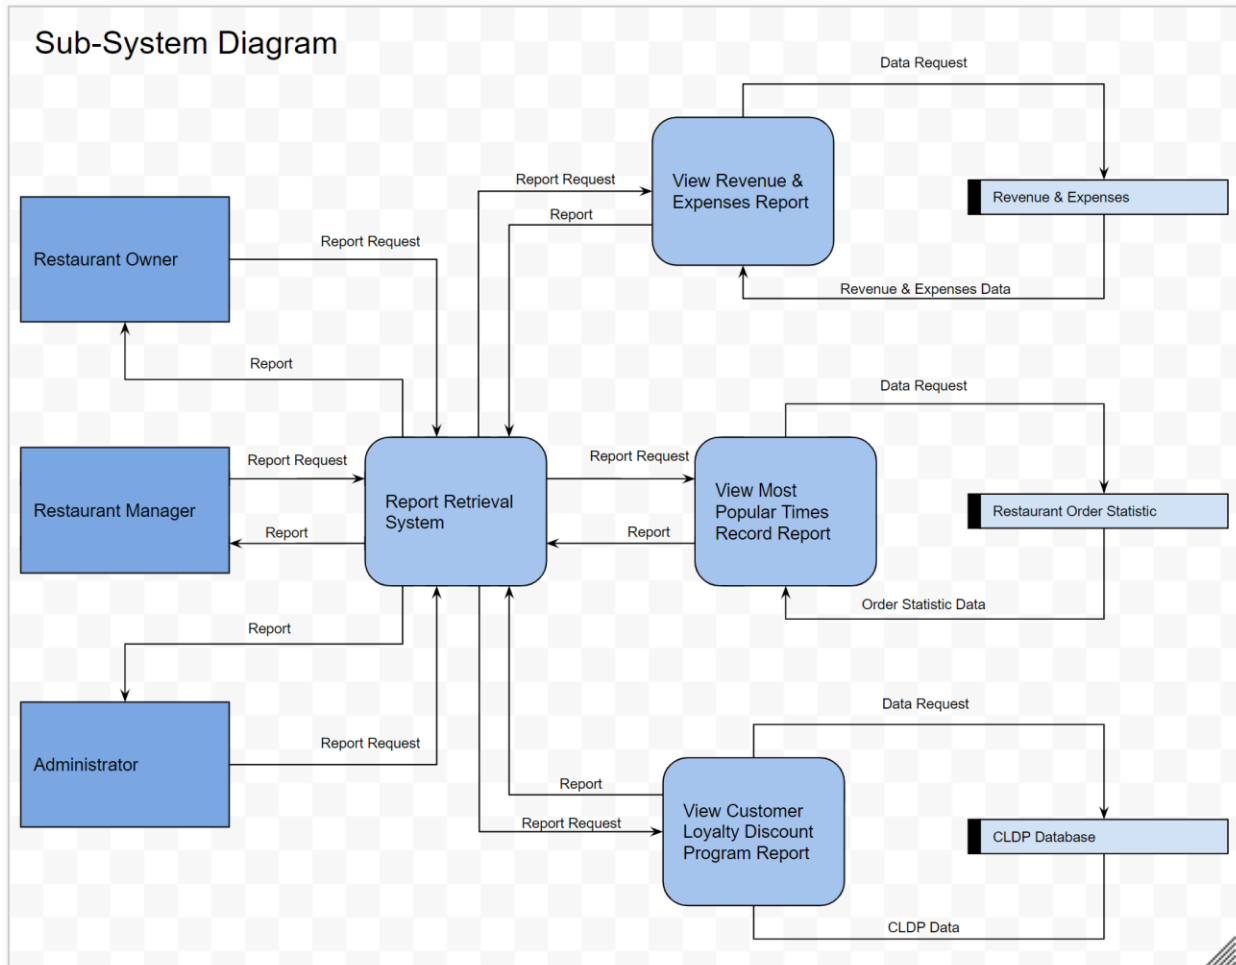 Sub-System Diagram
Data Request
Report Request
View Revenue &
Expenses Report
Revenue & Expenses
Report
Restaurant Owner
Report Request
Revenue & Expenses Data
Report
Data Request
Restaurant Manager
Report Request
Report
Report Retrieval
System
Report Request
Report
View Most
Popular Times
Record Report
Restaurant Order Statistic
Order Statistic Data
Report
Administrator
Report Request
Data Request
Report
Report Request
View Customer
Loyalty Discount
Program Report
CLDP Database
CLDP Data